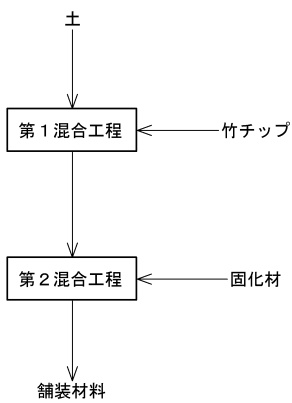 土
第１混合工程
竹チップ
第２混合工程
固化材
舗装材料